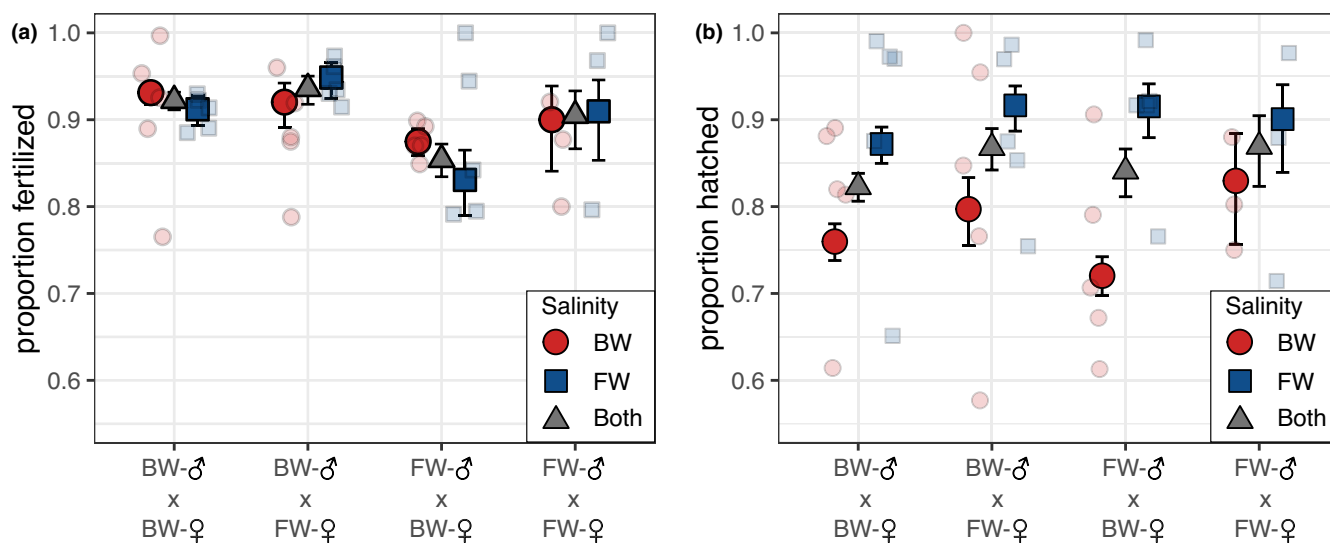 (a)
proportion fertilized
1.0
0.9
0.8
0.7
0.6
Salinity
BW
FW
Both
BW-♂ BW-♂ FW-♂ FW-♂
x x x x
BW-♀ FW-♀ BW-♀ FW-♀
(b)
proportion hatched
1.0
0.9
0.8
0.7
0.6
Salinity
BW
FW
Both
BW-♂ BW-♂ FW-♂ FW-♂
x x x x
BW-♀ FW-♀ BW-♀ FW-♀